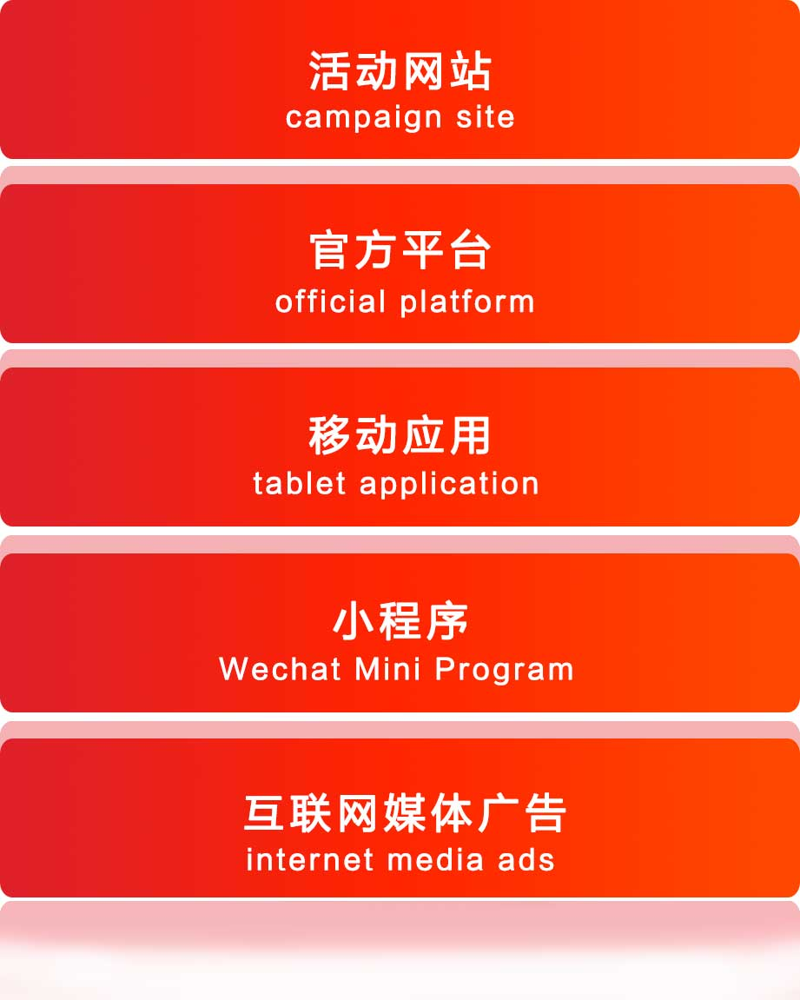 活动网站
campaign site
官方平台
official platform
移动应用
tablet application
小程序
Wechat Mini Program
互联网媒体广告
internet media ads